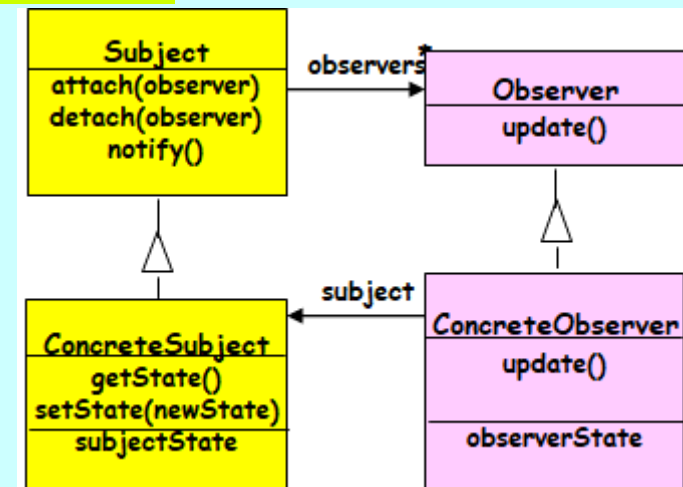 Subject
attach(observer)
detach(observer)
notify()
observers
*
Observer
update()
subject
ConcreteSubject
getState()
setState(newState)
subjectState
ConcreteObserver
update()
observerState